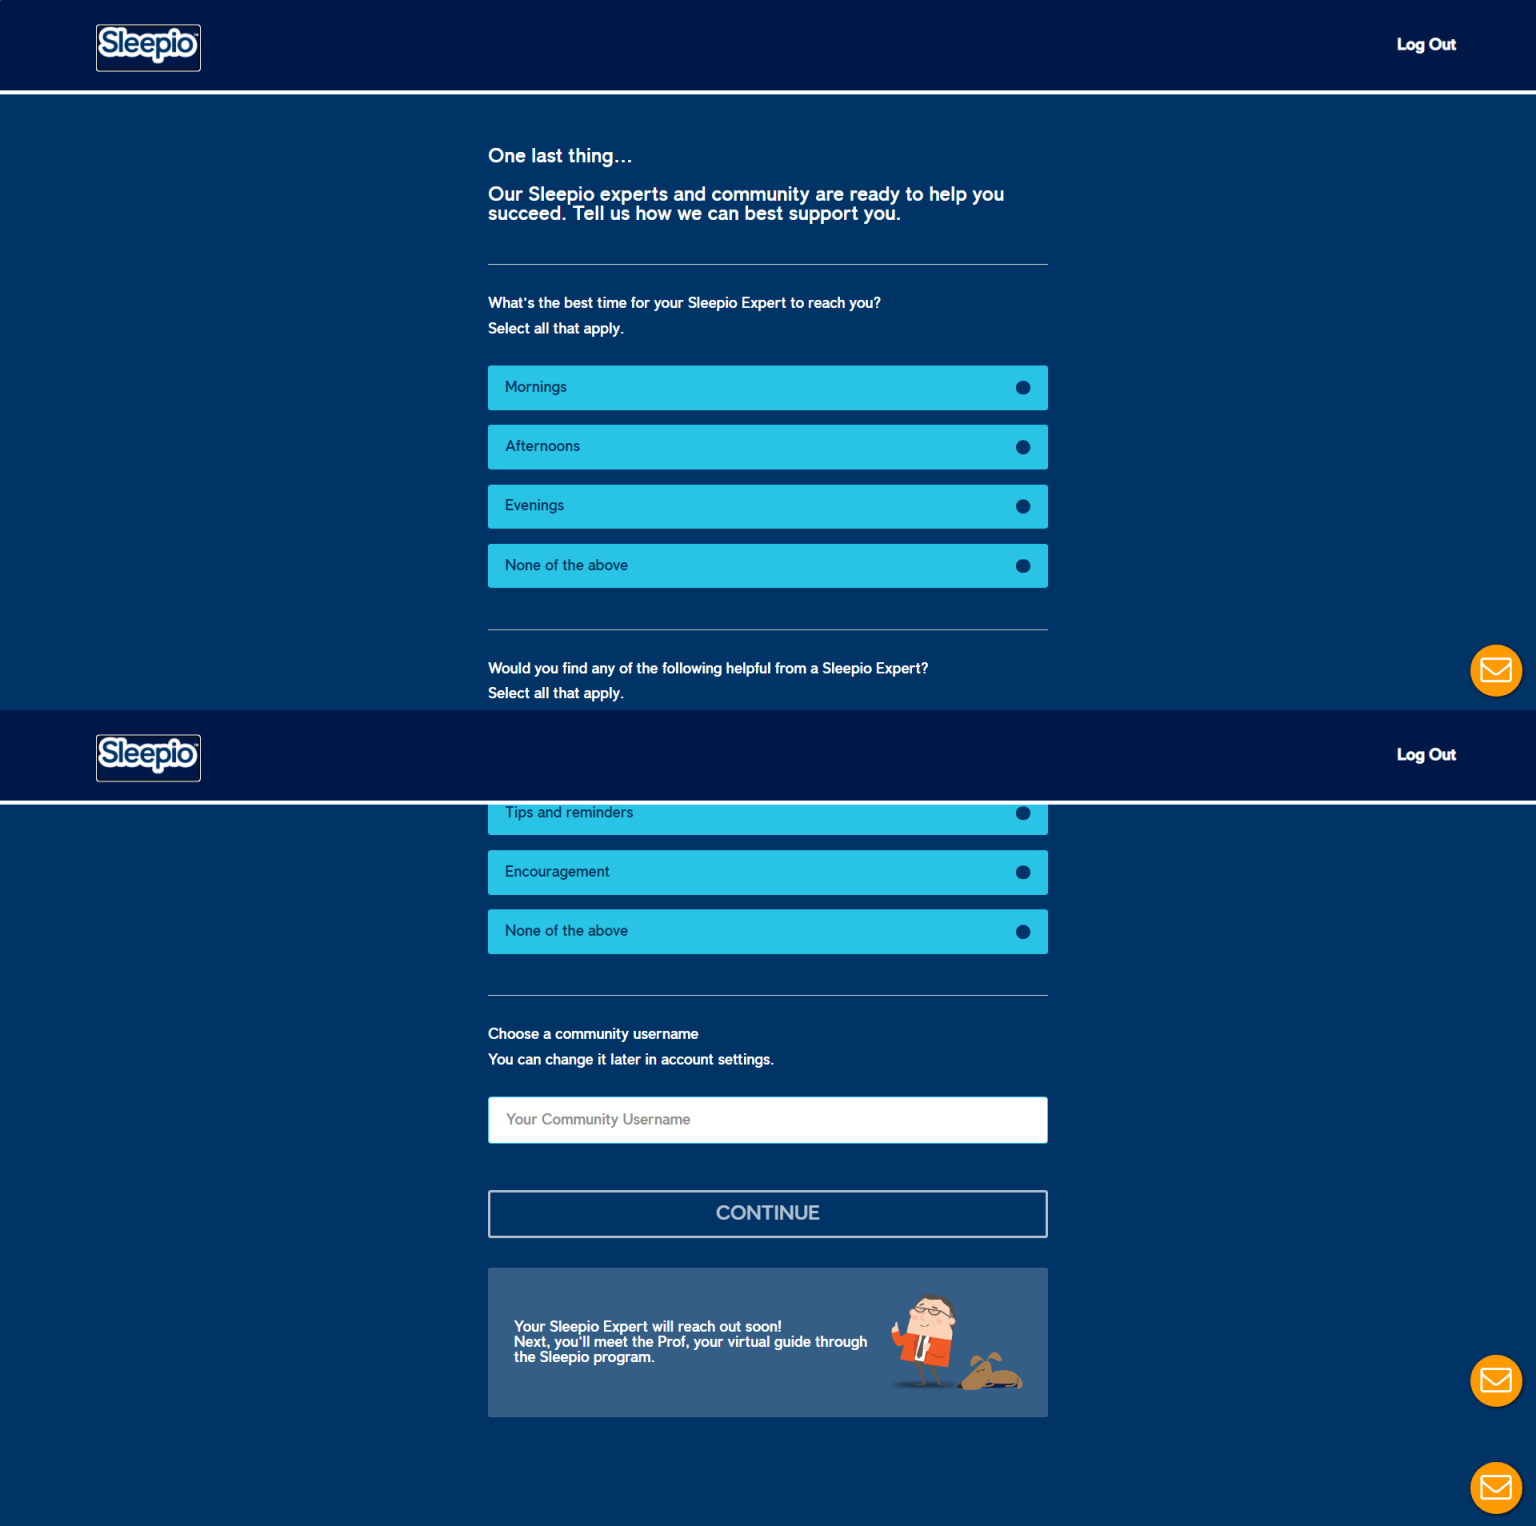 Sleepio™
Log Out
One last thing...
Our Sleepio experts and community are ready to help you
succeed. Tell us how we can best support you.
What's the best time for your Sleepio Expert to reach you?
Select all that apply.
Mornings
Afternoons
Evenings
None of the above
Would you find any of the following helpful from a Sleepio Expert?
Select all that apply.
Sleepio™
Log Out
Tips and reminders
Encouragement
None of the above
Choose a community username
You can change it later in account settings.
Your Community Username
CONTINUE
Your Sleepio Expert will reach out soon!
Next, you'll meet the Prof, your virtual guide through
the Sleepio program.